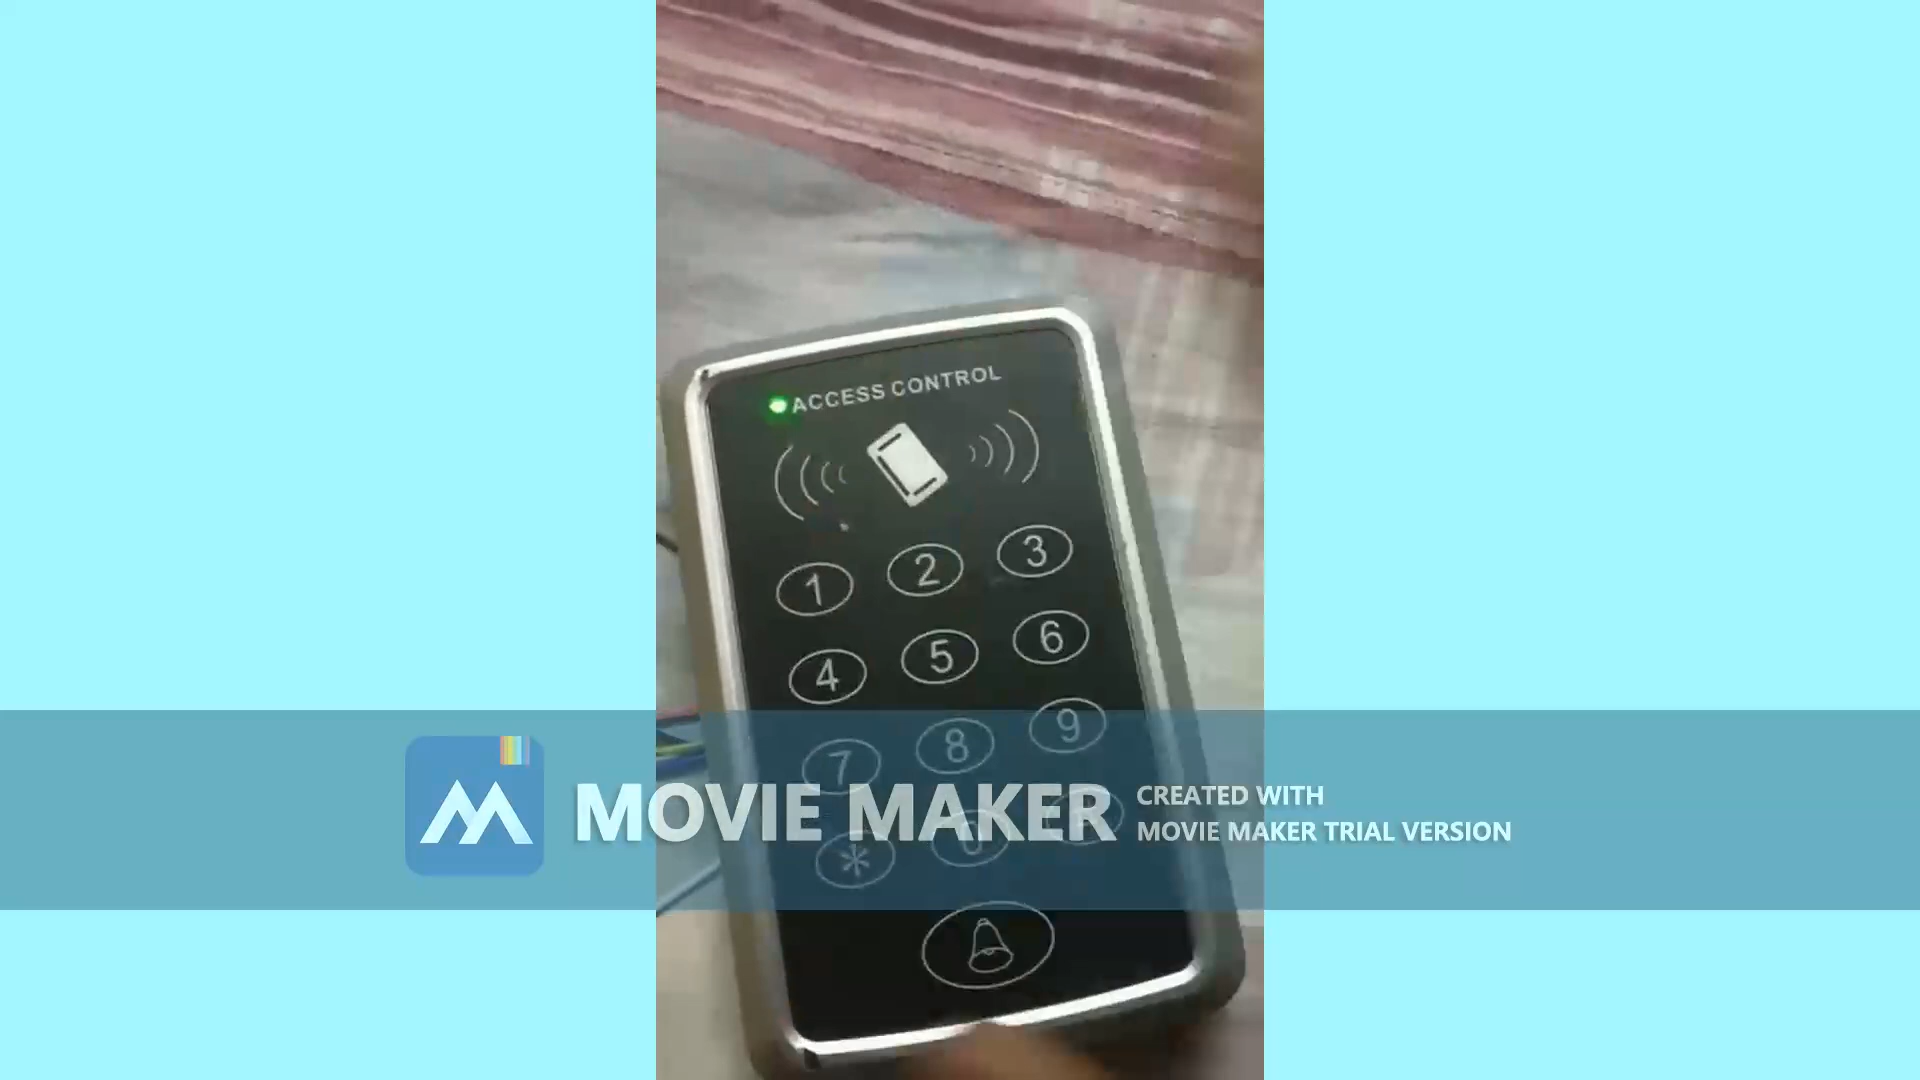 ACCESS CONTROL
1 2 3
4 5 6
7 8 9
* 0
MOVIE MAKER
CREATED WITH
MOVIE MAKER TRIAL VERSION